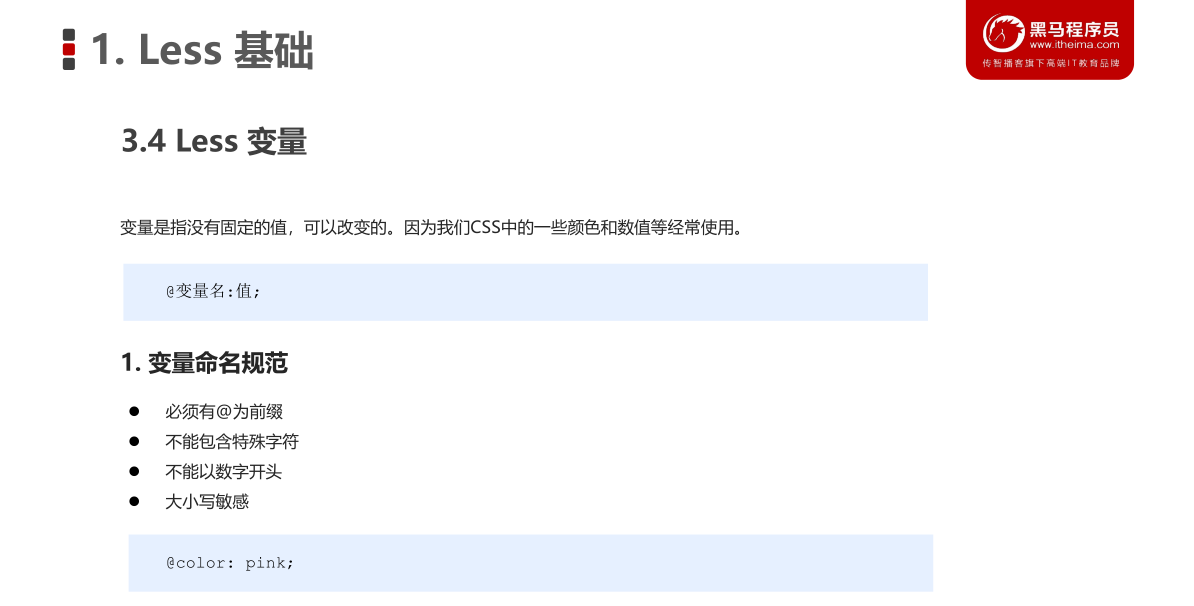 1. Less 基础
黑马程序员
www.itheima.com
传智播客旗下高端IT教育品牌
3.4 Less 变量
变量是指没有固定的值，可以改变的。因为我们CSS中的一些颜色和数值等经常使用。
@变量名:值;
1. 变量命名规范
● 必须有@为前缀
● 不能包含特殊字符
● 不能以数字开头
● 大小写敏感
@color: pink;